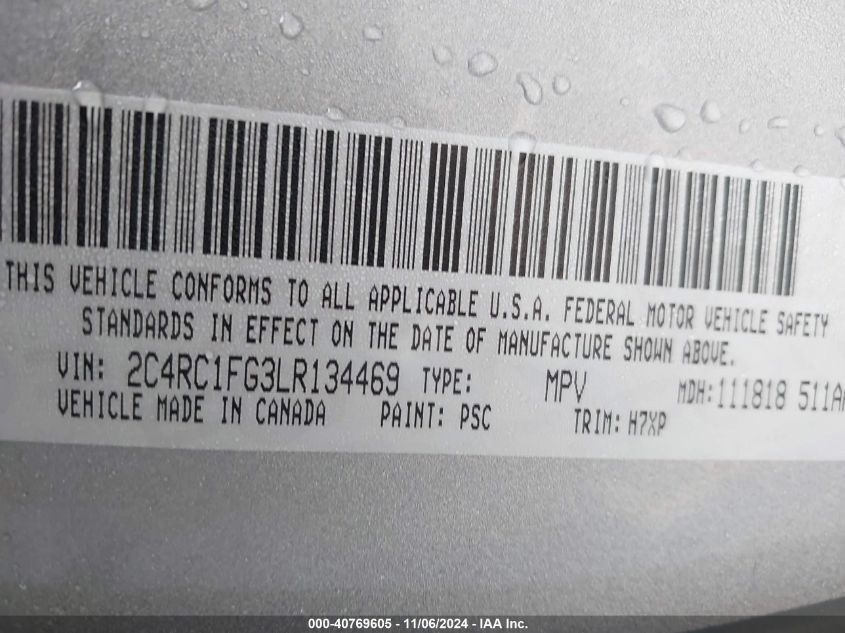 THIS VEHICLE CONFORMS TO ALL APPLICABLE U.S.A. FEDERAL MOTOR VEHICLE SAFETY
STANDARDS IN EFFECT ON THE DATE OF MANUFACTURE SHOWN ABOVE.
VIN: 2C4RC1FG3LR134469 TYPE: MPV MDH:111818 511A
VEHICLE MADE IN CANADA PAINT: PSC TRIM: H7XP
000-40769605 - 11/06/2024 - IAA Inc.